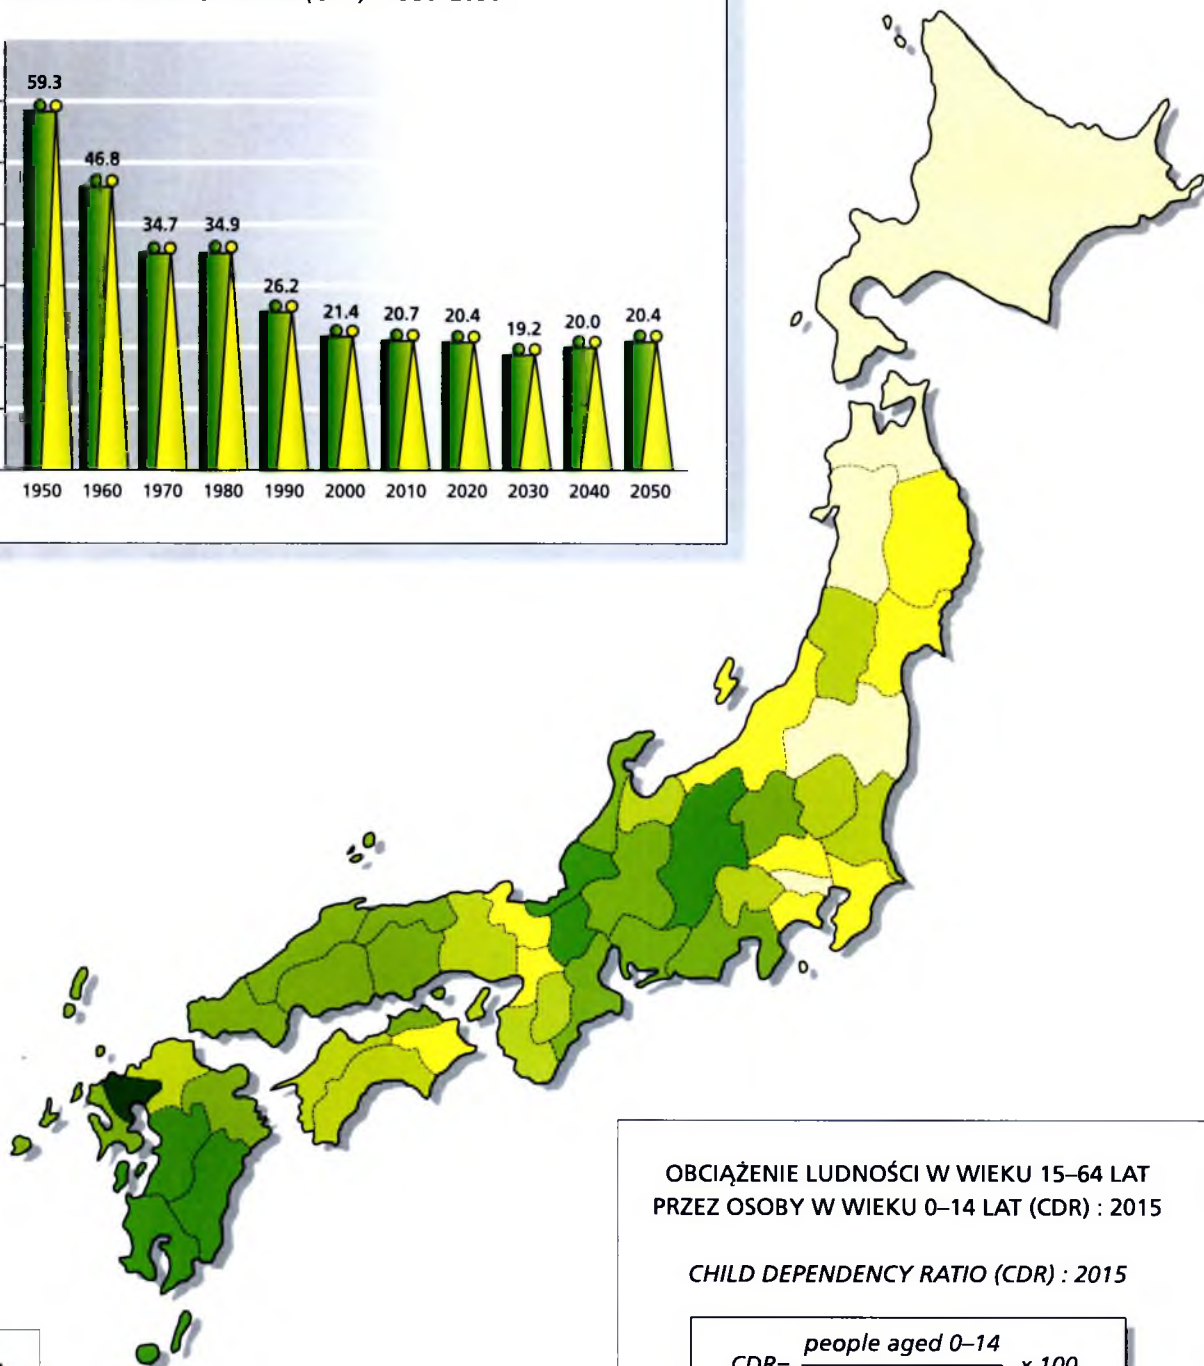 59.3
46.8
34.7
34.9
26.2
21.4
20.7
20.4
19.2
20.0
20.4
1950 1960 1970 1980 1990 2000 2010 2020 2030 2040 2050
OBCIĄŻENIE LUDNOŚCI W WIEKU 15–64 LAT
PRZEZ OSOBY W WIEKU 0–14 LAT (CDR) : 2015
CHILD DEPENDENCY RATIO (CDR) : 2015
people aged 0–14
CDR= x 100